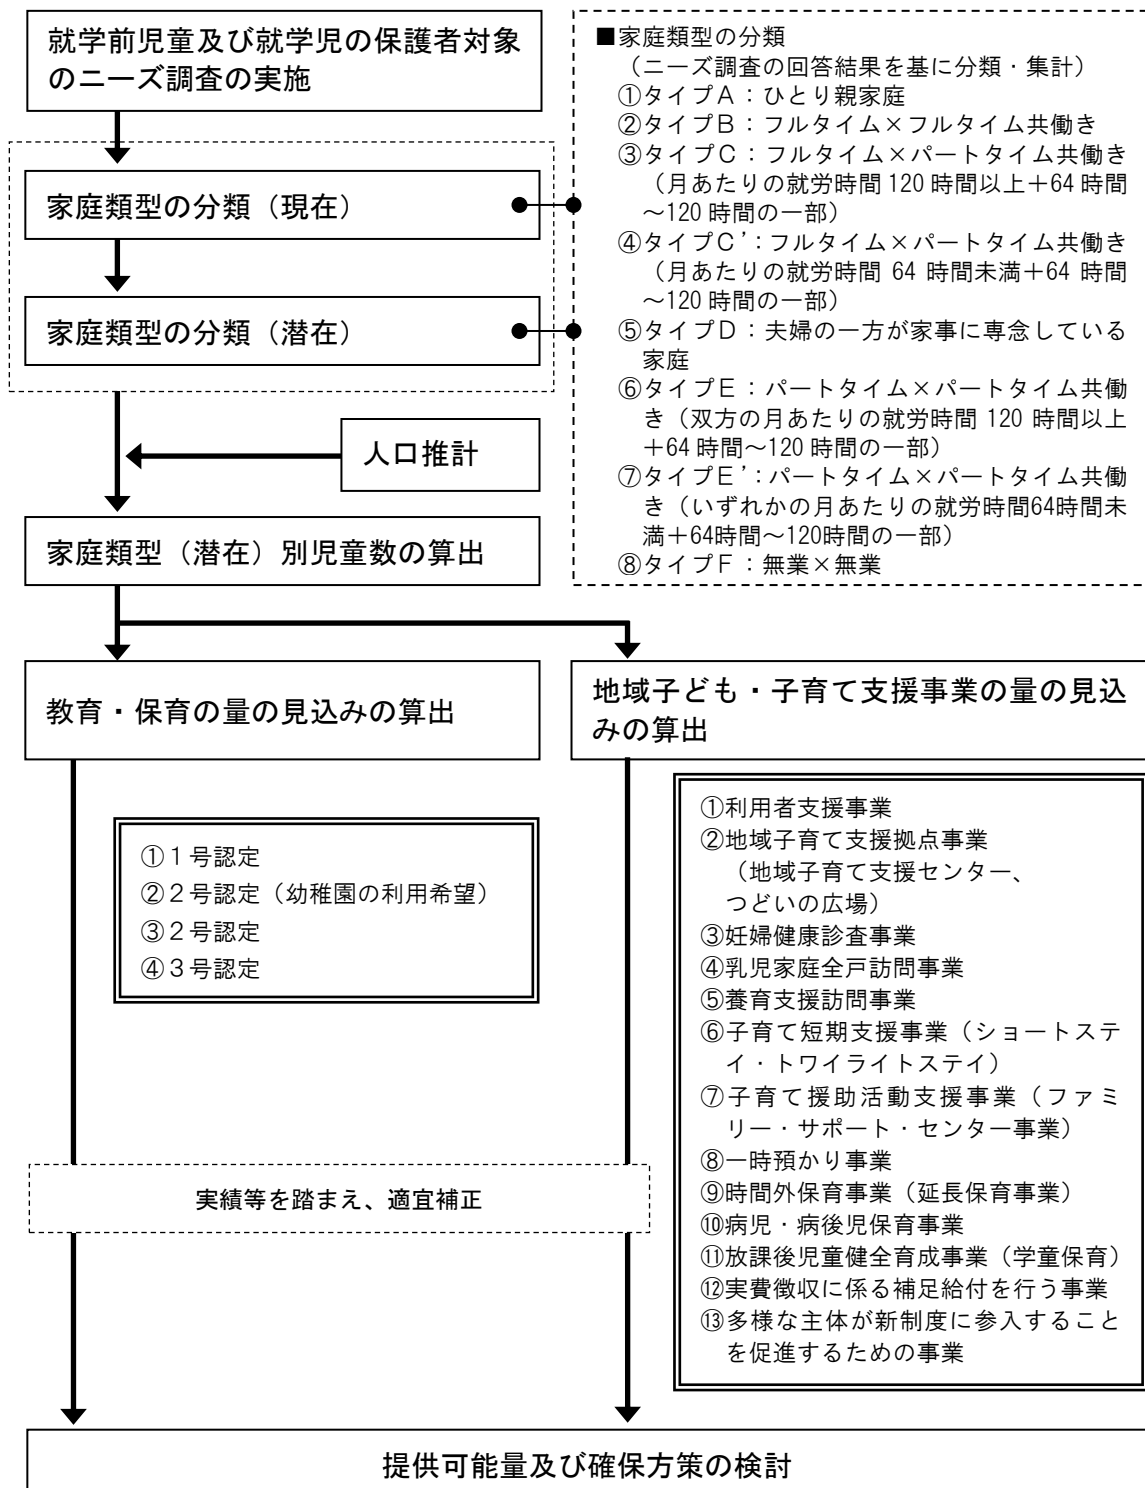 就学前児童及び就学児の保護者対象
のニーズ調査の実施
家庭類型の分類（現在）
家庭類型の分類（潜在）
人口推計
家庭類型（潜在）別児童数の算出
■家庭類型の分類
（ニーズ調査の回答結果を基に分類・集計）
①タイプＡ：ひとり親家庭
②タイプＢ：フルタイム×フルタイム共働き
③タイプＣ：フルタイム×パートタイム共働き
（月あたりの就労時間 120 時間以上＋64 時間
～120 時間の一部）
④タイプＣ’：フルタイム×パートタイム共働き
（月あたりの就労時間 64 時間未満＋64 時間
～120 時間の一部）
⑤タイプＤ：夫婦の一方が家事に専念している
家庭
⑥タイプＥ：パートタイム×パートタイム共働
き（双方の月あたりの就労時間 120 時間以上
＋64 時間～120 時間の一部）
⑦タイプＥ’：パートタイム×パートタイム共働
き（いずれかの月あたりの就労時間64時間未
満＋64時間～120時間の一部）
⑧タイプＦ：無業×無業
教育・保育の量の見込みの算出
①１号認定
②２号認定（幼稚園の利用希望）
③２号認定
④３号認定
地域子ども・子育て支援事業の量の見込
みの算出
①利用者支援事業
②地域子育て支援拠点事業
（地域子育て支援センター、
つどいの広場）
③妊婦健康診査事業
④乳児家庭全戸訪問事業
⑤養育支援訪問事業
⑥子育て短期支援事業（ショートステ
イ・トワイライトステイ）
⑦子育て援助活動支援事業（ファミ
リー・サポート・センター事業）
⑧一時預かり事業
⑨時間外保育事業（延長保育事業）
⑩病児・病後児保育事業
⑪放課後児童健全育成事業（学童保育）
⑫実費徴収に係る補足給付を行う事業
⑬多様な主体が新制度に参入すること
を促進するための事業
実績等を踏まえ、適宜補正
提供可能量及び確保方策の検討